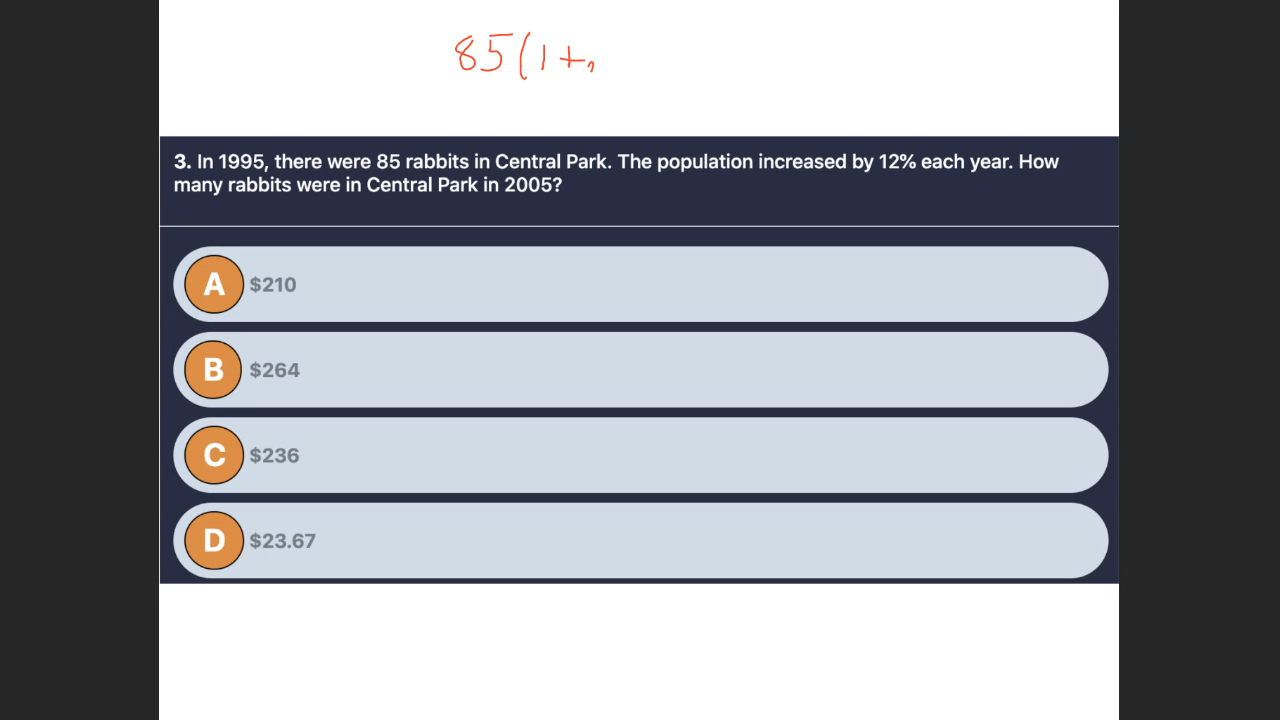 85(1+,
3. In 1995, there were 85 rabbits in Central Park. The population increased by 12% each year. How
many rabbits were in Central Park in 2005?
A $210
B $264
C $236
D $23.67